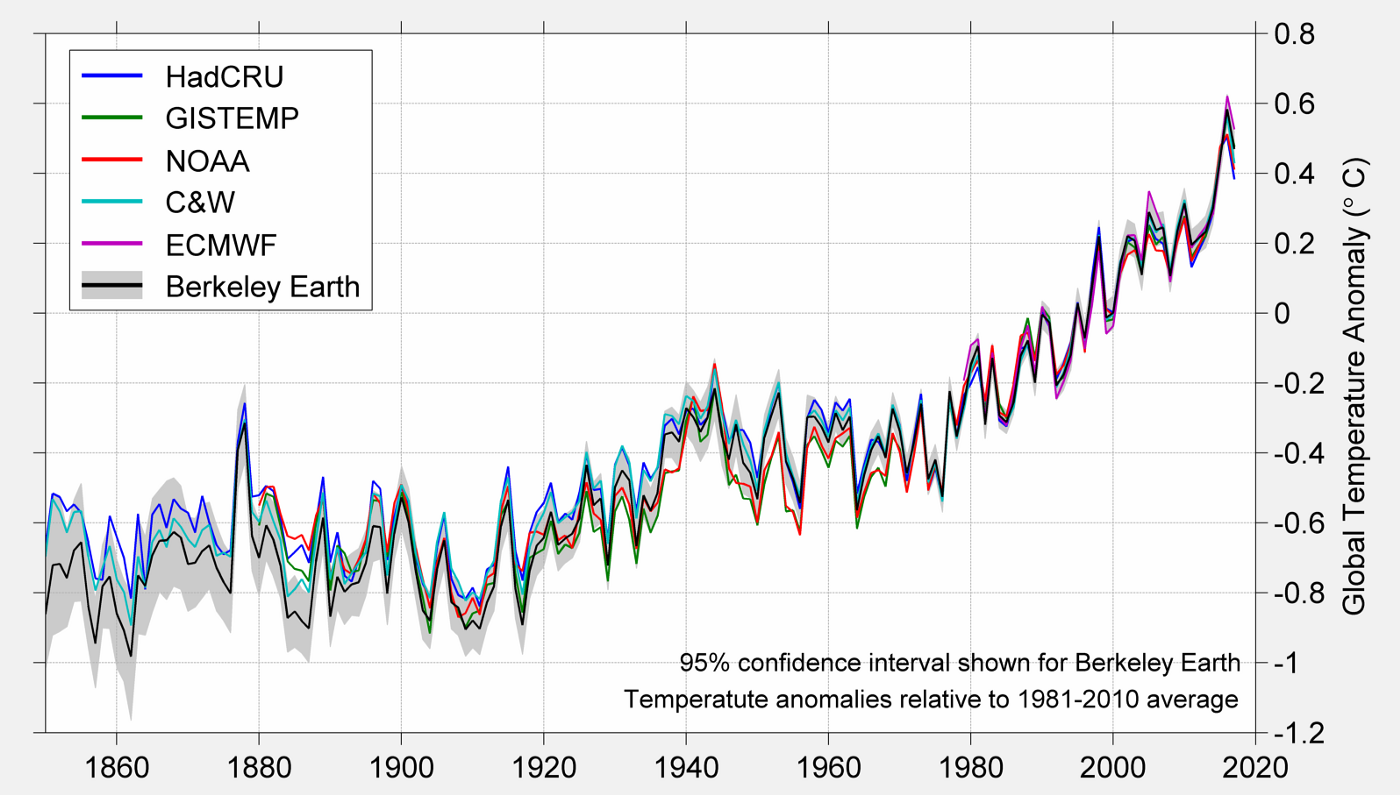 HadCRU
GISTEMP
NOAA
C&W
ECMWF
Berkeley Earth
0.8
0.6
0.4
0.2
0
-0.2
-0.4
-0.6
-0.8
-1
-1.2
Global Temperature Anomaly (° C)
95% confidence interval shown for Berkeley Earth
Temperatute anomalies relative to 1981-2010 average
1860 1880 1900 1920 1940 1960 1980 2000 2020